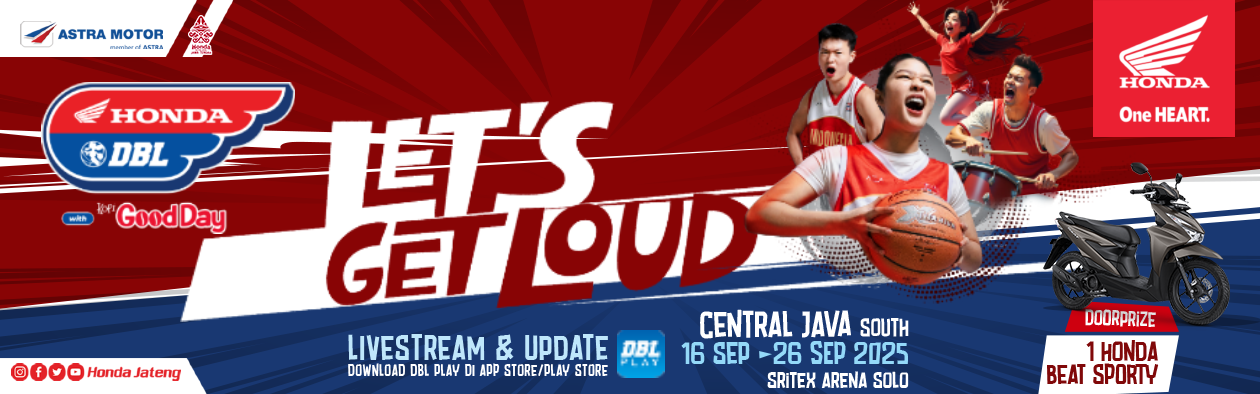 ASTRA MOTOR
member of ASTRA
HONDA
DBL
with KOPI GoodDay
LET'S
GET LOUD
INDONESIA
HONDA
One HEART.
LIVESTREAM & UPDATE
DOWNLOAD DBL PLAY DI APP STORE/PLAY STORE
DBL
PLAY
CENTRAL JAVA SOUTH
16 SEP - 26 SEP 2025
SRITEX ARENA SOLO
DOORPRIZE
1 HONDA
BEAT SPORTY
Honda Jateng